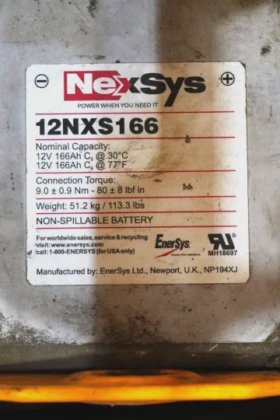 NexSys
POWER WHEN YOU NEED IT
12NXS166
Nominal Capacity:
12V 166Ah C₆ @ 30°C
12V 166Ah C₆ @ 77°F
Connection Torque:
9.0 ± 0.9 Nm - 80 ± 8 lbf in
Weight: 51.2 kg / 113.3 lbs
NON-SPILLABLE BATTERY
For worldwide sales, service & recycling
visit: www.enersys.com
call: 1-800-ENERSYS (for USA only)
EnerSys.
MH18697
Manufactured by: EnerSys Ltd., Newport, U.K., NP194XJ